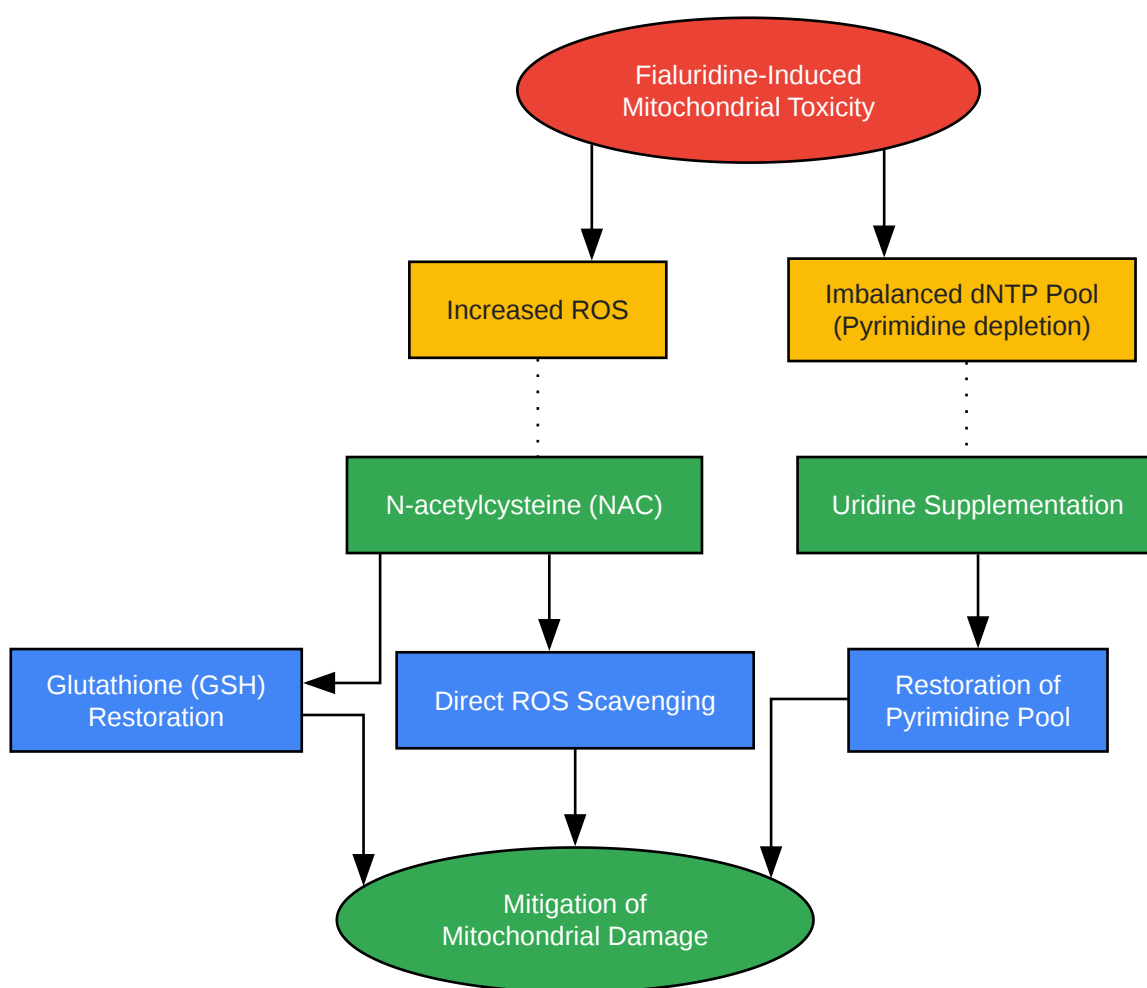 Fialuridine-Induced
Mitochondrial Toxicity
Increased ROS
Imbalanced dNTP Pool
(Pyrimidine depletion)
N-acetylcysteine (NAC)
Uridine Supplementation
Glutathione (GSH)
Restoration
Direct ROS Scavenging
Restoration of
Pyrimidine Pool
Mitigation of
Mitochondrial Damage